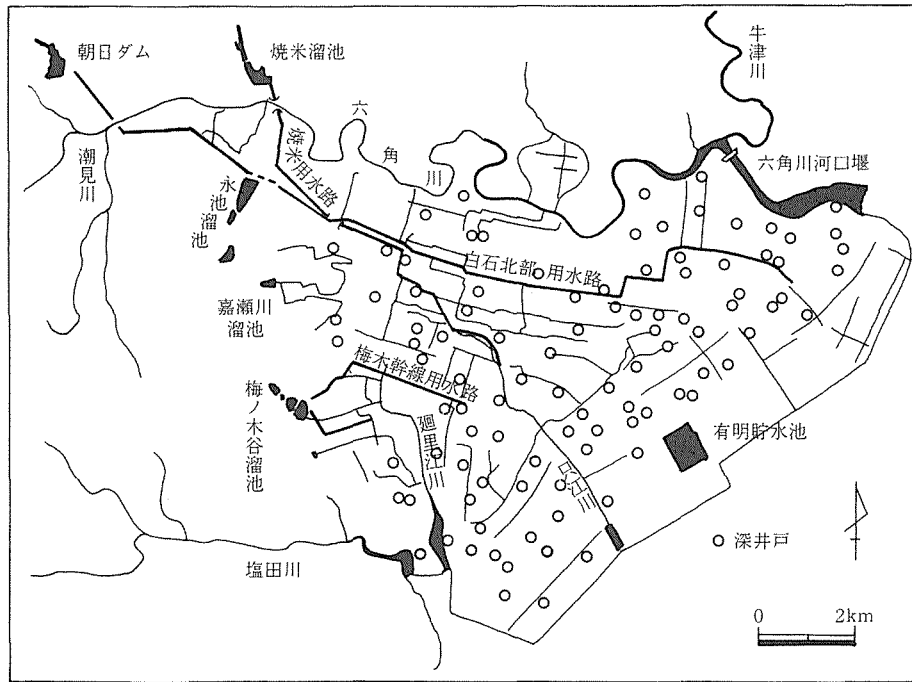 朝日ダム
焼米溜池
牛津川
六角川
六角川河口堰
潮見川
焼米用水路
永池溜池
白石北部用水路
嘉瀬川
溜池
梅木幹線用水路
梅ノ木谷溜池
廻里江川
有明貯水池
深井戸
塩田川
0 2km